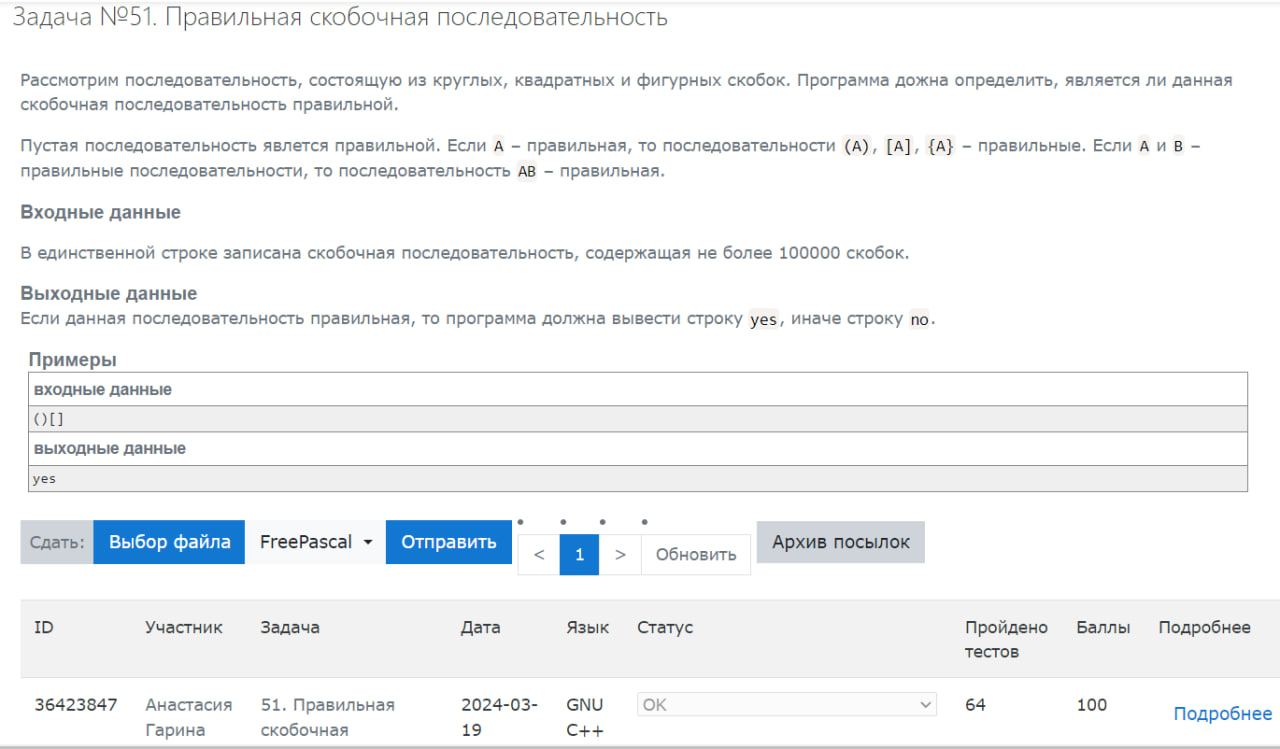 Задача №51. Правильная скобочная последовательность
Рассмотрим последовательность, состоящую из круглых, квадратных и фигурных скобок. Программа дожна определить, является ли данная
скобочная последовательность правильной.
Пустая последовательность явлется правильной. Если A – правильная, то последовательности (A), [A], {A} – правильные. Если A и B –
правильные последовательности, то последовательность AB – правильная.
Входные данные
В единственной строке записана скобочная последовательность, содержащая не более 100000 скобок.
Выходные данные
Если данная последовательность правильная, то программа должна вывести строку yes, иначе строку no.
Примеры
входные данные
()[]
выходные данные
yes
Сдать: Выбор файла FreePascal Отправить < 1 > Обновить Архив посылок
ID Участник Задача Дата Язык Статус Пройдено Баллы Подробнее
тестов
36423847 Анастасия 51. Правильная 2024-03- GNU OK 64 100 Подробнее
Гарина скобочная 19 C++